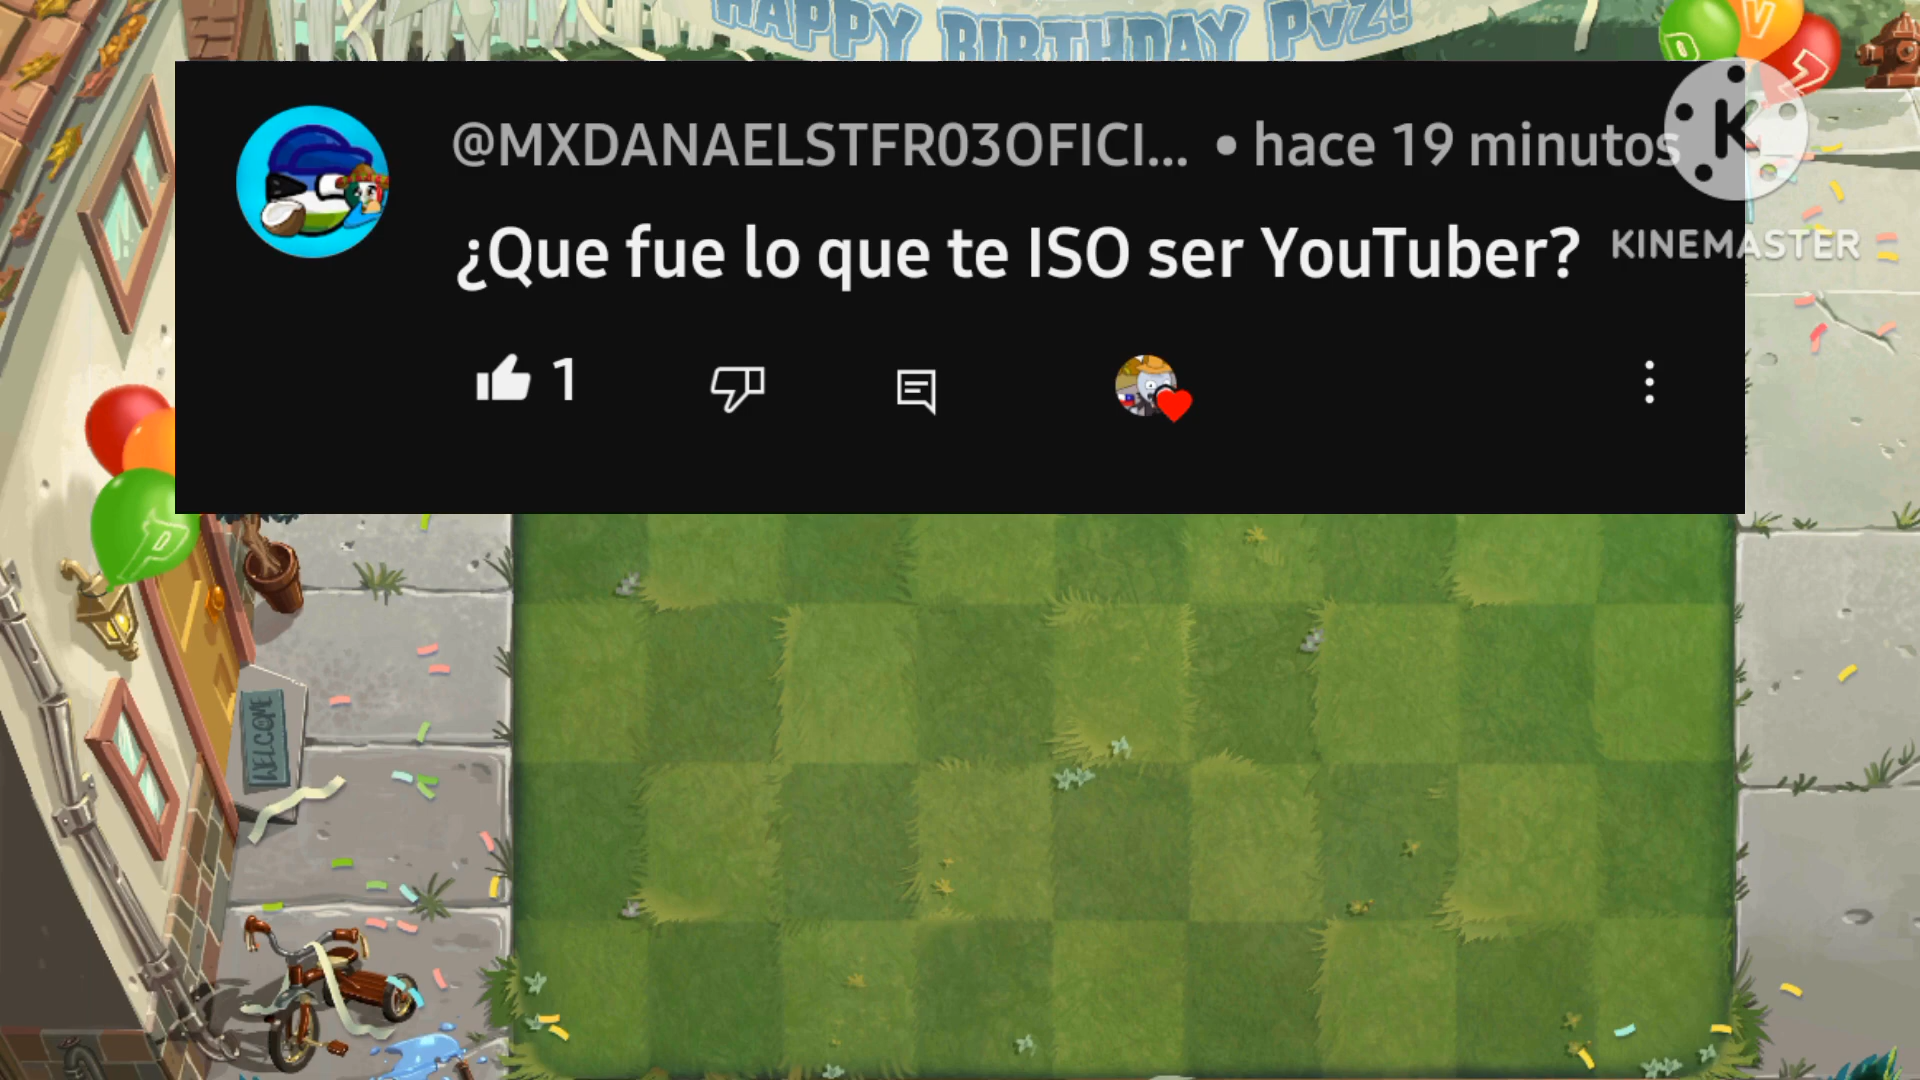 HAPPY BIRTHDAY PVZ!
P V Z
@MXDANAELSTFR03OFICI... • hace 19 minutos
K
KINEMASTER
¿Que fue lo que te ISO ser YouTuber?
1
P
WELCOME